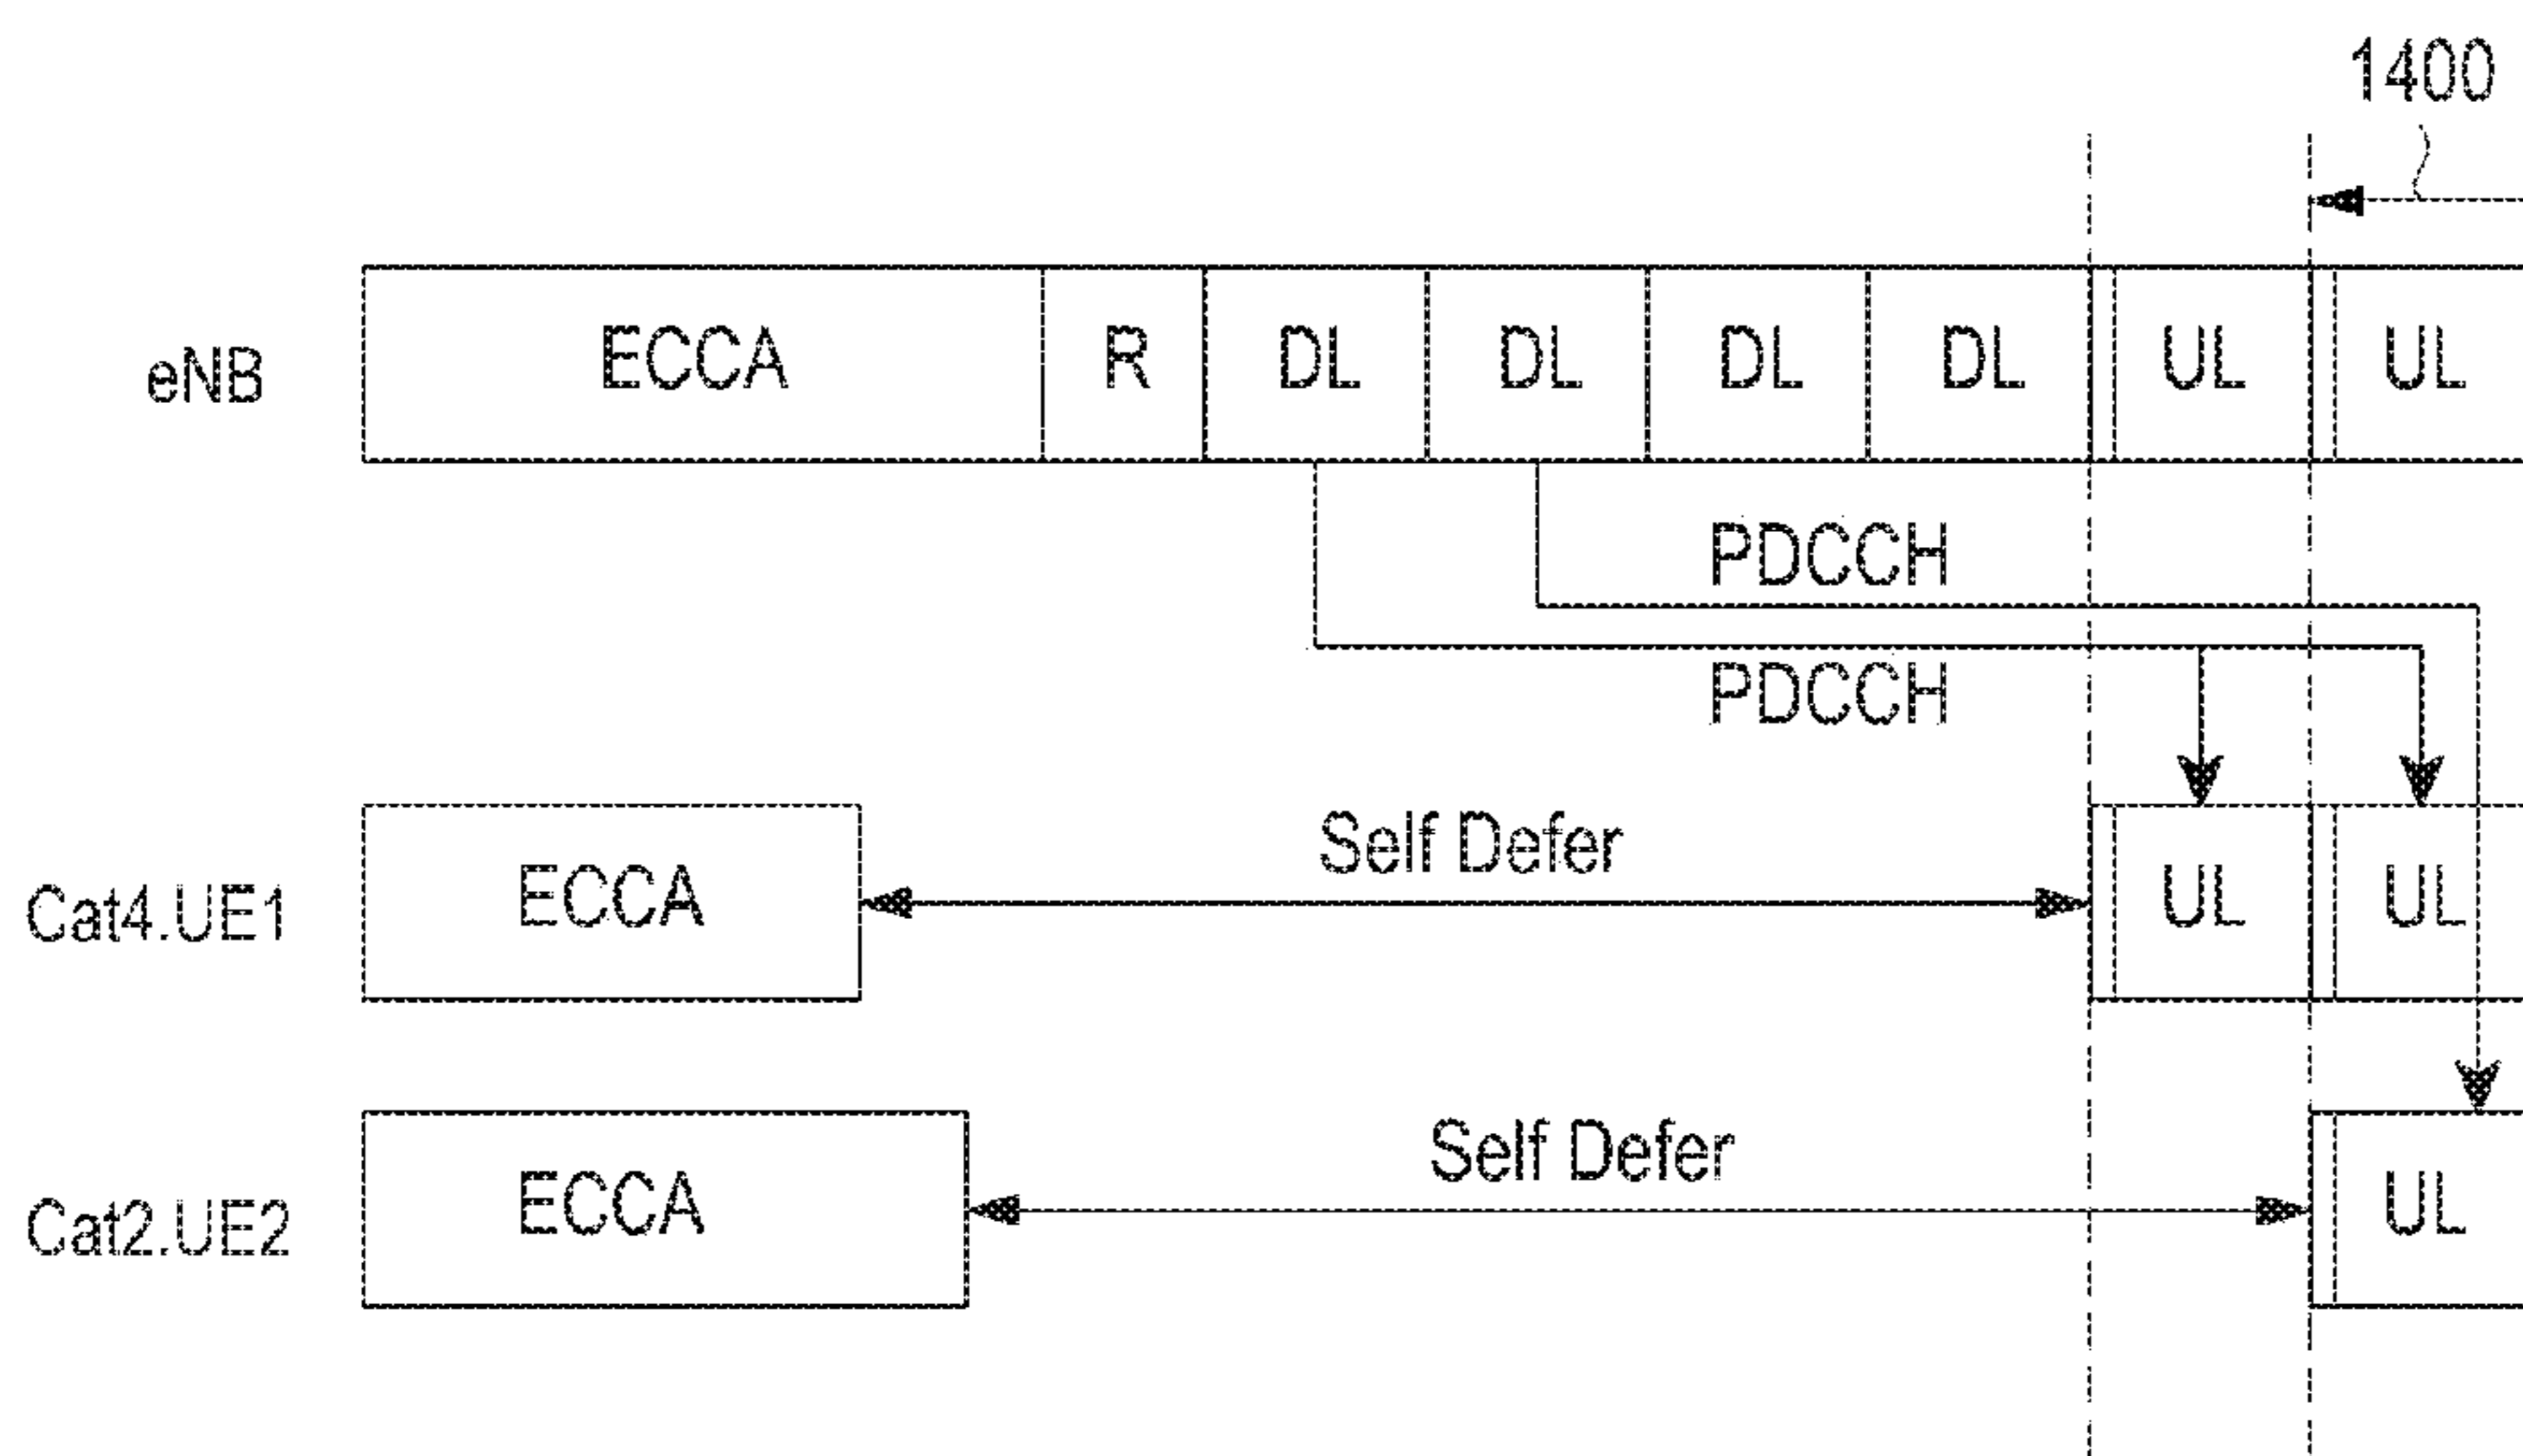 1400
eNB ECCA R DL DL DL DL UL UL
PDCCH
PDCCH
Self Defer
Cat4.UE1 ECCA UL UL
Self Defer
Cat2.UE2 ECCA UL